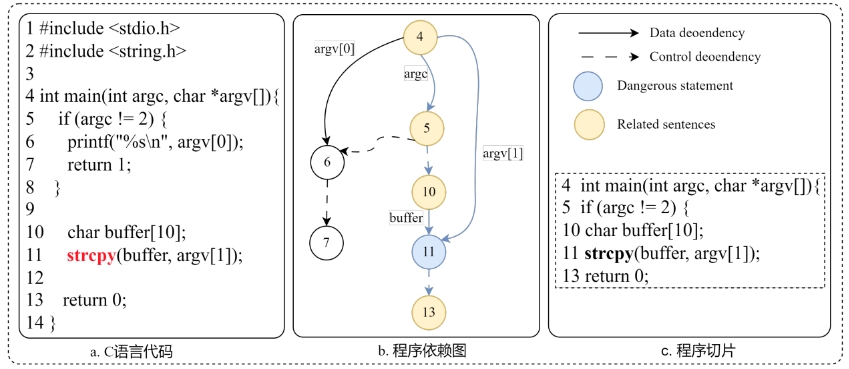 1 #include <stdio.h>
2 #include <string.h>
3
4 int main(int argc, char *argv[]){
5 if (argc != 2) {
6 printf("%s\n", argv[0]);
7 return 1;
8 }
9
10 char buffer[10];
11 strcpy(buffer, argv[1]);
12
13 return 0;
14 }
a. C语言代码
4
argv[0]
argc
5
argv[1]
6
10
buffer
7
11
13
b. 程序依赖图
Data deoendency
Control deoendency
Dangerous statement
Related sentences
4 int main(int argc, char *argv[]){
5 if (argc != 2) {
10 char buffer[10];
11 strcpy(buffer, argv[1]);
13 return 0;
c. 程序切片